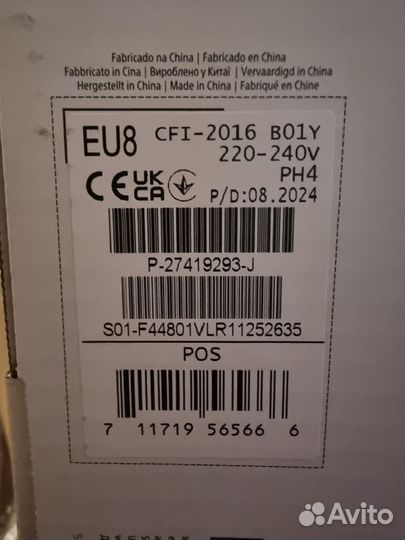 Fabricado na China | Fabricado en China
Fabbricato in Cina | Вироблено у Китаї | Vervaardigd in China
Hergestellt in China | Made in China | Fabriqué en Chine
EU8 CFI-2016 B01Y
220-240V
PH4
CE UKCA P/D:08.2024
P-27419293-J
S01-F44801VLR11252635
POS
7 11719 56566 6
Avito